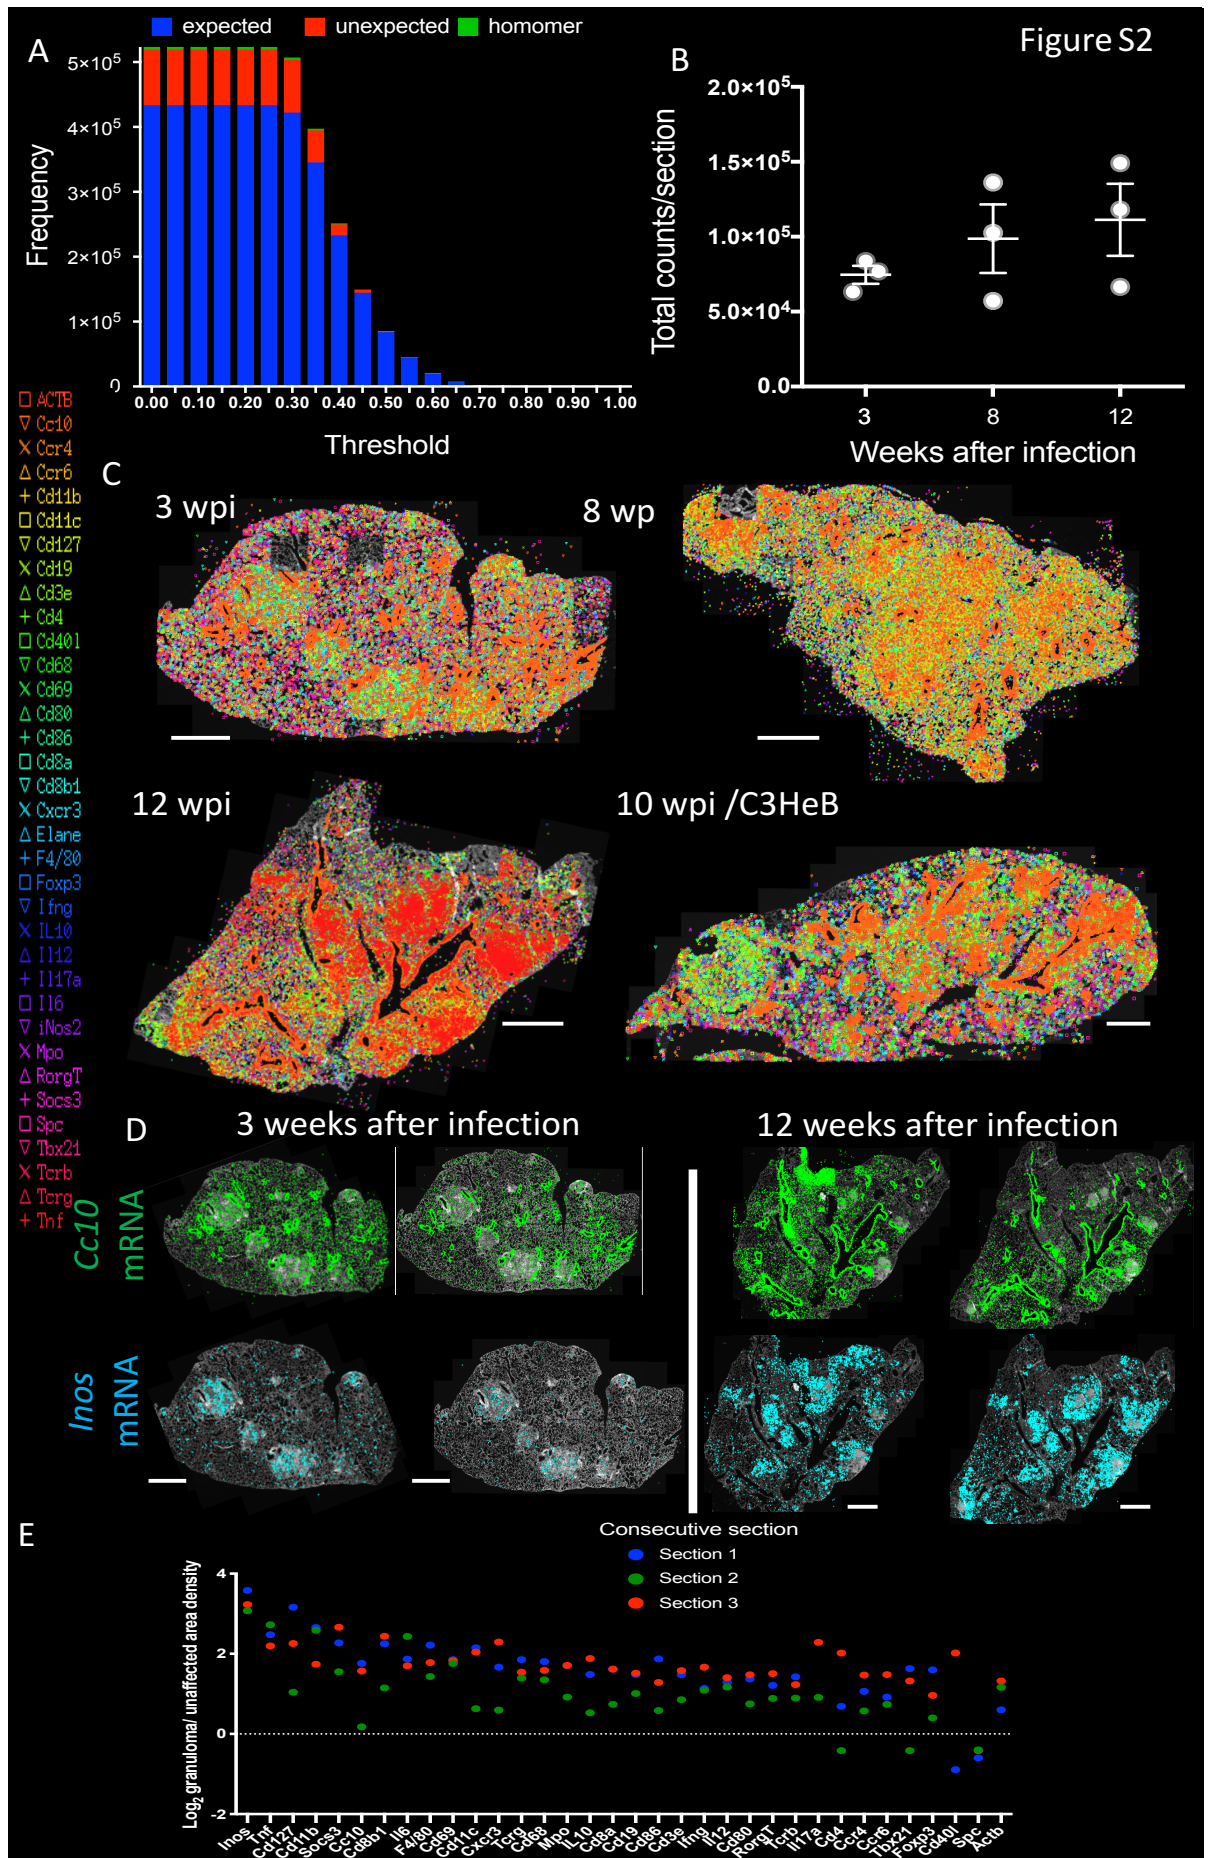 expected unexpected homomer
Figure S2
A
B
5×10⁵
4×10⁵
3×10⁵
2×10⁵
1×10⁵
0
Frequency
0.00 0.10 0.20 0.30 0.40 0.50 0.60 0.70 0.80 0.90 1.00
Threshold
2.0×10⁵
1.5×10⁵
1.0×10⁵
5.0×10⁴
0.0
Total counts/section
3 8 12
Weeks after infection
ACTB
Cc10
Ccr4
Ccr6
Cd11b
Cd11c
Cd127
Cd19
Cd3e
Cd4
Cd40l
Cd68
Cd69
Cd80
Cd86
Cd8a
Cd8b1
Cxcr3
Elane
F4/80
Foxp3
Ifng
IL10
Il12
Il17a
Il6
iNos2
Mpo
RorgT
Socs3
Spc
Tbx21
Tcrb
Tcrg
Tnf
C
3 wpi
8 wp
12 wpi
10 wpi /C3HeB
D
3 weeks after infection
12 weeks after infection
Cc10
mRNA
Inos
mRNA
E
Consecutive section
Section 1
Section 2
Section 3
Log₂ granuloma/ unaffected area density
4
2
0
-2
Inos Tnf Cd127 Cd11b Socs3 Cc10 Cd8b1 Il6 F4/80 Cd69 Cd11c Cxcr3 Tcrg Cd68 Mpo IL10 Cd8a Cd19 Cd86 Cd3e Ifng Il12 Cd80 RorgT Tcrb Il17a Cd4 Ccr4 Ccr6 Tbx21 Foxp3 Cd40l Spc Actb